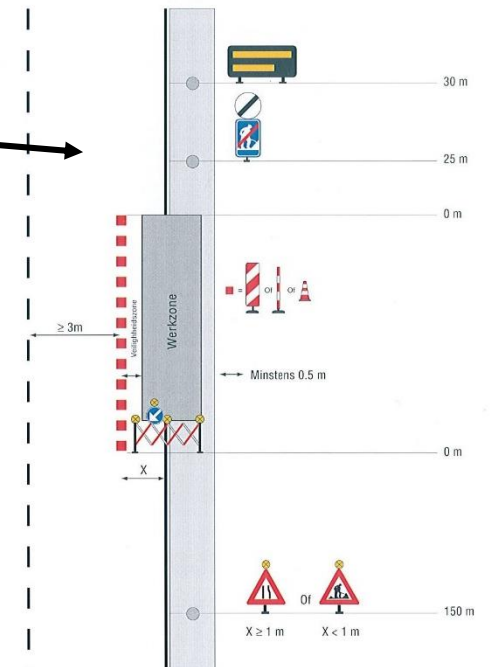 30 m
25 m
0 m
= Of Of
≥ 3m
Veiligheidszone
Werkzone
Minstens 0.5 m
0 m
X
Of
X ≥ 1 m X < 1 m
150 m